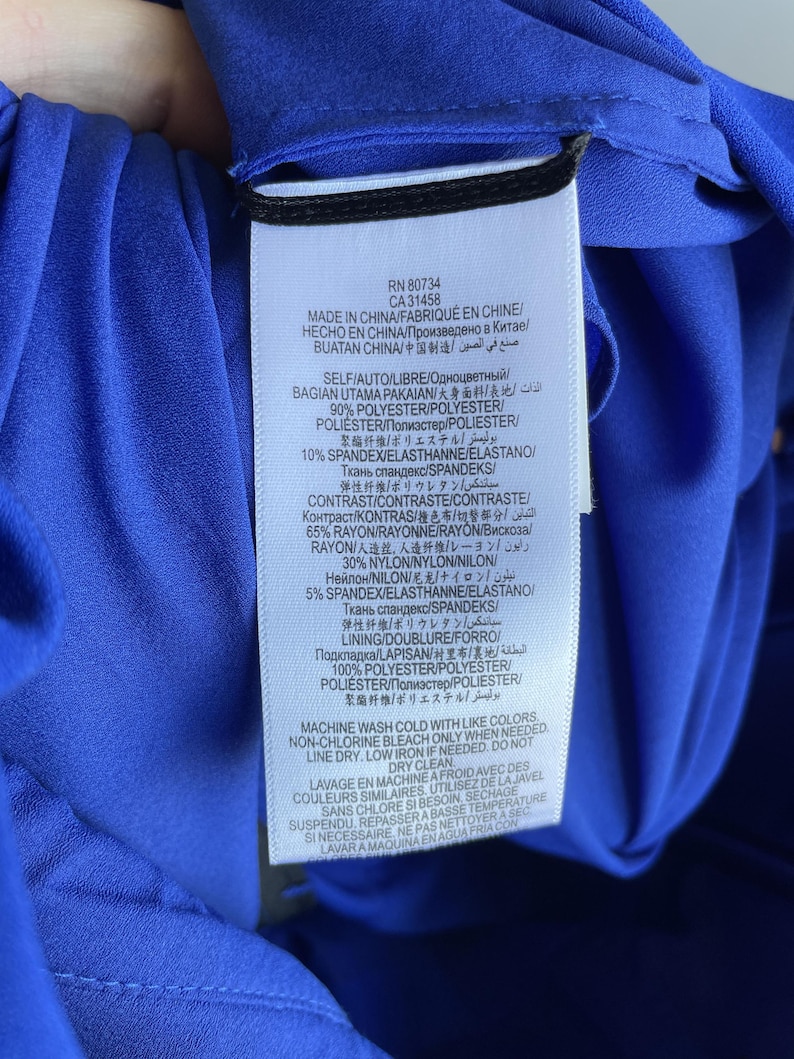 RN 80734
CA 31458
MADE IN CHINA/FABRIQUÉ EN CHINE/
HECHO EN CHINA/Произведено в Китае/
BUATAN CHINA/中国制造/ صنع في الصين
SELF/AUTO/LIBRE/Одноцветный/
BAGIAN UTAMA PAKAIAN/大身面料/表地/ الذات
90% POLYESTER/POLYESTER/
POLIÉSTER/Полиэстер/POLIESTER/
聚酯纤维/ポリエステル/بوليستر
10% SPANDEX/ELASTHANNE/ELASTANO/
Ткань спандекс/SPANDEKS/
弹性纤维/ポリウレタン/سباندكس
CONTRAST/CONTRASTE/CONTRASTE/
Контраст/KONTRAS/撞色布/切替部分/ التباين
65% RAYON/RAYONNE/RAYÓN/Вискоза/
RAYON/人造丝, 人造纤维/レーヨン/ رايون
30% NYLON/NYLON/NILON/
Нейлон/NILON/尼龙/ナイロン/ نيلون
5% SPANDEX/ELASTHANNE/ELASTANO/
Ткань спандекс/SPANDEKS/
弹性纤维/ポリウレタン/سباندكس
LINING/DOUBLURE/FORRO/
Подкладка/LAPISAN/衬里布/裏地/ البطانة
100% POLYESTER/POLYESTER/
POLIÉSTER/Полиэстер/POLIESTER/
聚酯纤维/ポリエステル/بوليستر
MACHINE WASH COLD WITH LIKE COLORS.
NON-CHLORINE BLEACH ONLY WHEN NEEDED.
LINE DRY. LOW IRON IF NEEDED. DO NOT
DRY CLEAN.
LAVAGE EN MACHINE À FROID AVEC DES
COULEURS SIMILAIRES. UTILISEZ DE LA JAVEL
SANS CHLORE SI BESOIN. SECHAGE
SUSPENDU. REPASSER A BASSE TEMPERATURE
SI NECESSAIRE. NE PAS NETTOYER A SEC.
LAVAR A MAQUINA EN AGUA FRIA CON